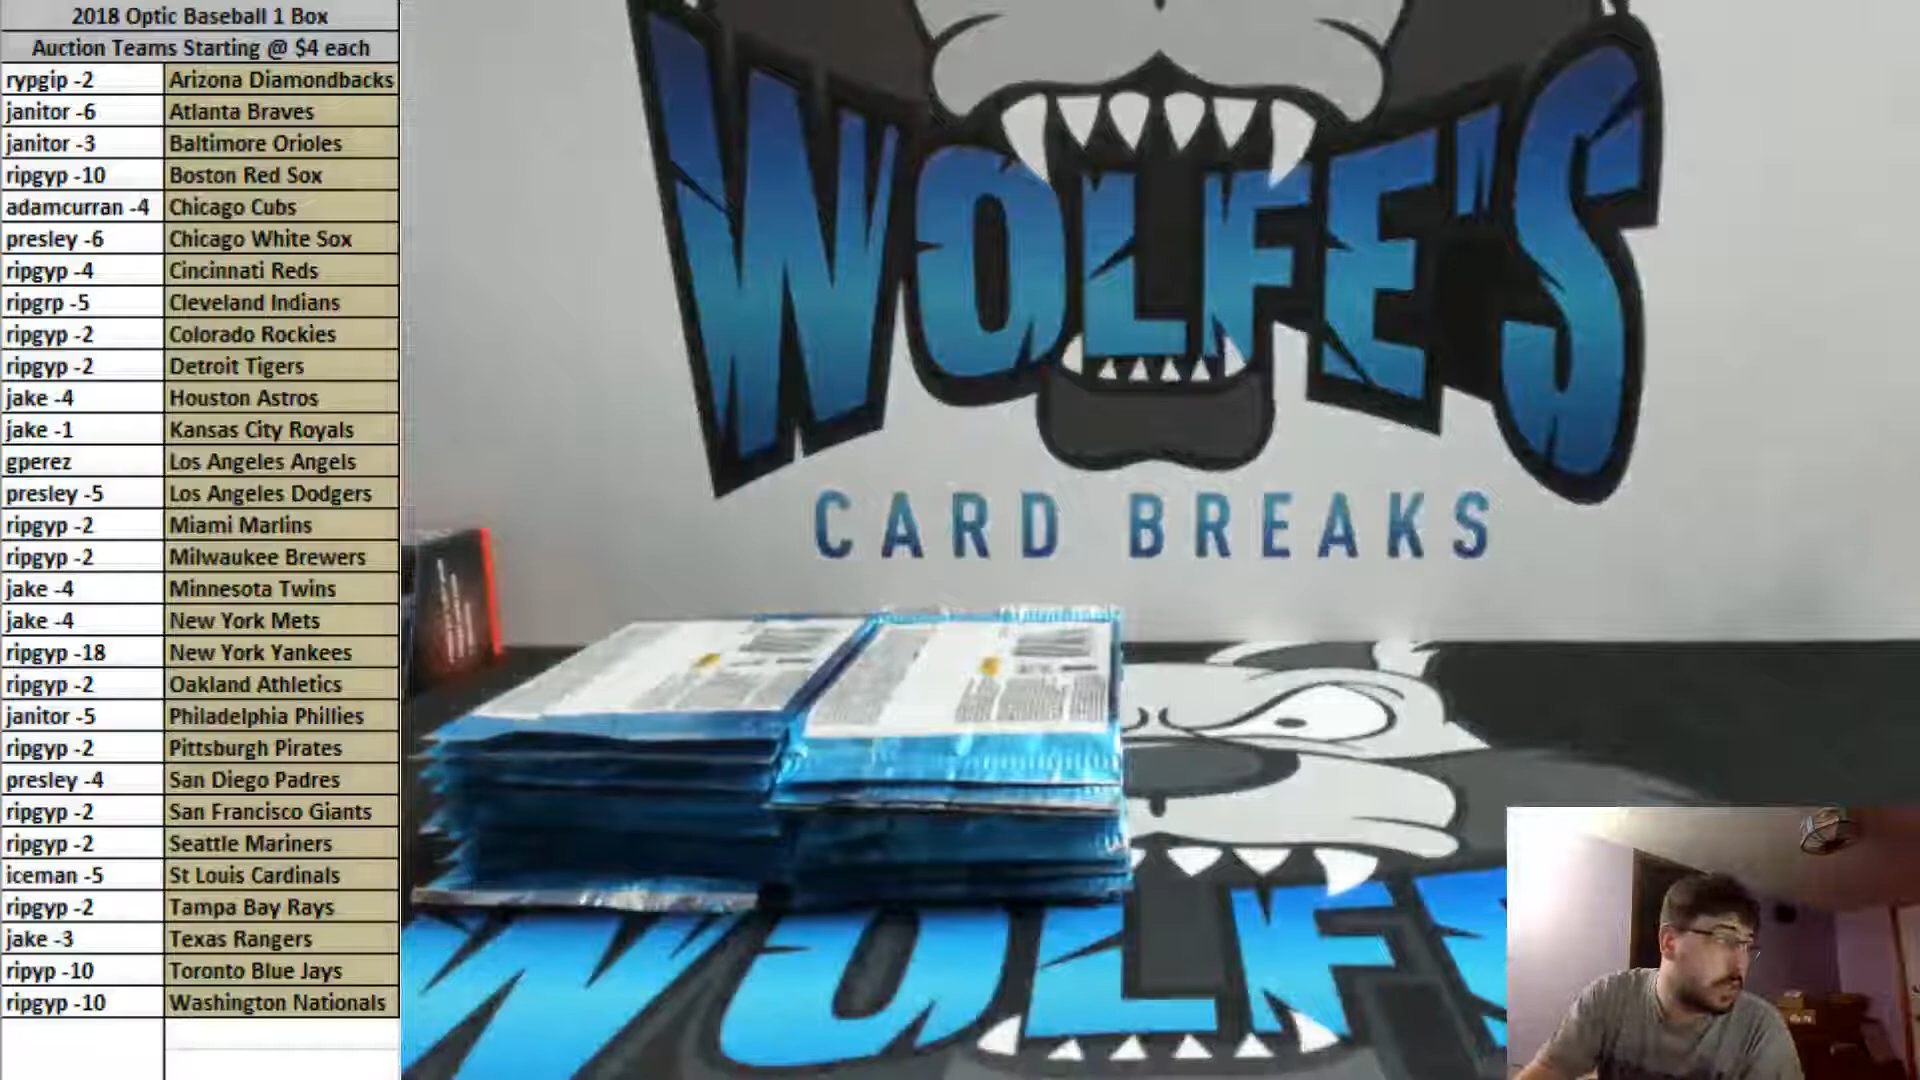 2018 Optic Baseball 1 Box
Auction Teams Starting @ $4 each
rypgip -2 Arizona Diamondbacks
janitor -6 Atlanta Braves
janitor -3 Baltimore Orioles
ripgyp -10 Boston Red Sox
adamcurran -4 Chicago Cubs
presley -6 Chicago White Sox
ripgyp -4 Cincinnati Reds
ripgrp -5 Cleveland Indians
ripgyp -2 Colorado Rockies
ripgyp -2 Detroit Tigers
jake -4 Houston Astros
jake -1 Kansas City Royals
gperez Los Angeles Angels
presley -5 Los Angeles Dodgers
ripgyp -2 Miami Marlins
ripgyp -2 Milwaukee Brewers
jake -4 Minnesota Twins
jake -4 New York Mets
ripgyp -18 New York Yankees
ripgyp -2 Oakland Athletics
janitor -5 Philadelphia Phillies
ripgyp -2 Pittsburgh Pirates
presley -4 San Diego Padres
ripgyp -2 San Francisco Giants
ripgyp -2 Seattle Mariners
iceman -5 St Louis Cardinals
ripgyp -2 Tampa Bay Rays
jake -3 Texas Rangers
ripyp -10 Toronto Blue Jays
ripgyp -10 Washington Nationals
WOLFE'S
CARD BREAKS
WOLFE